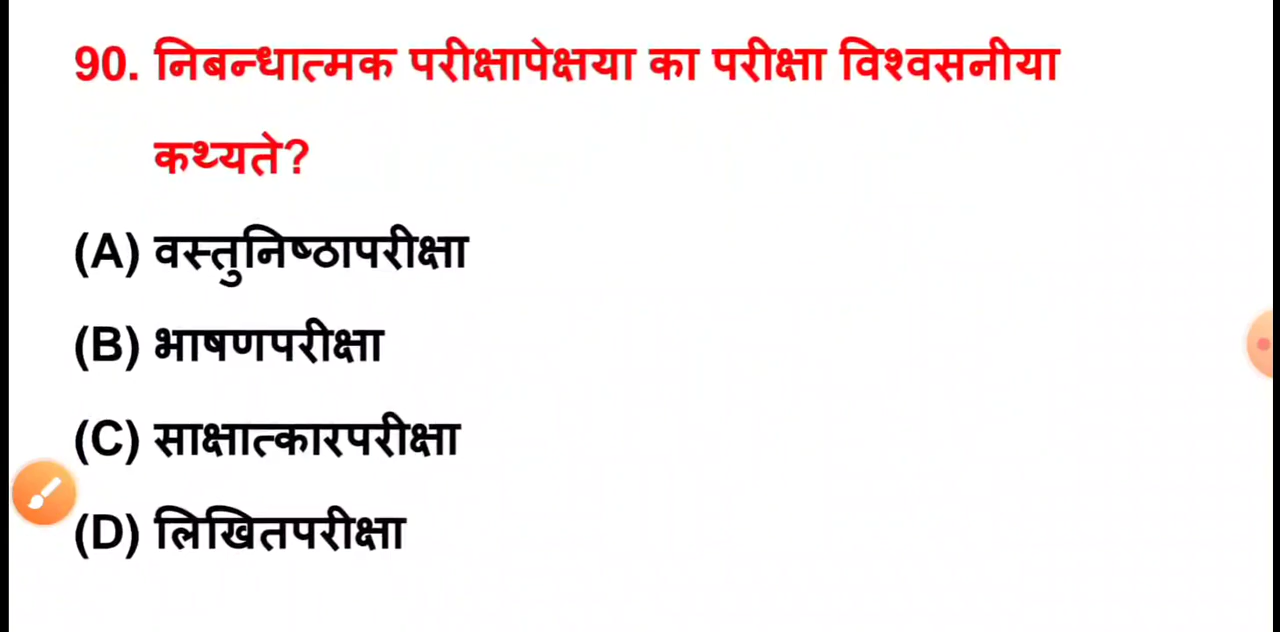 90. निबन्धात्मक परीक्षापेक्षया का परीक्षा विश्वसनीया
कथ्यते?
(A) वस्तुनिष्ठापरीक्षा
(B) भाषणपरीक्षा
(C) साक्षात्कारपरीक्षा
(D) लिखितपरीक्षा